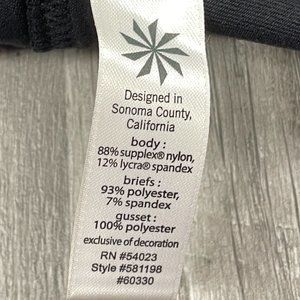 Designed in
Sonoma County,
California
body :
88% supplex® nylon,
12% lycra® spandex
briefs :
93% polyester,
7% spandex
gusset :
100% polyester
exclusive of decoration
RN #54023
Style #581198
#60330